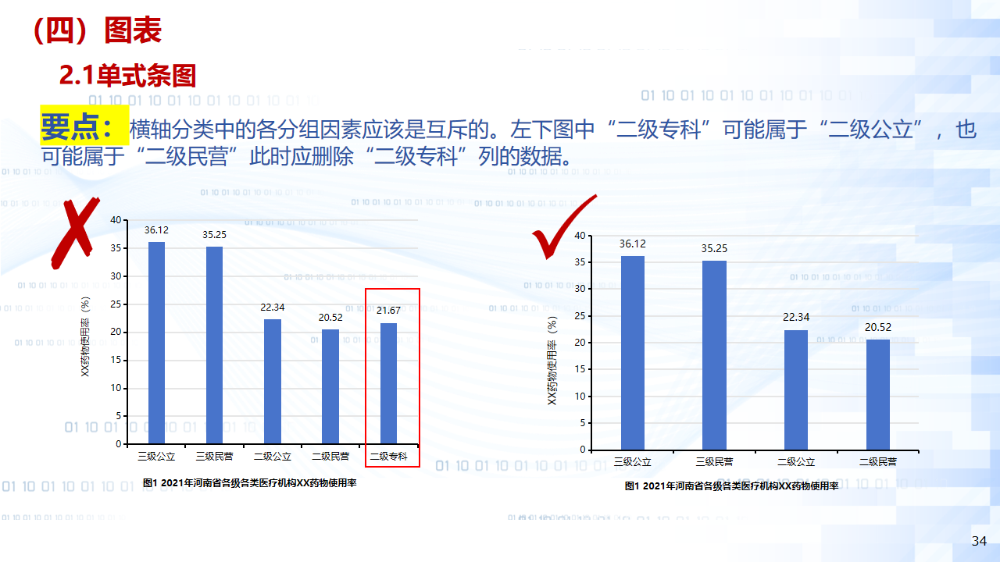 （四）图表
2.1单式条图
要点：横轴分类中的各分组因素应该是互斥的。左下图中“二级专科”可能属于“二级公立”，也
可能属于“二级民营”此时应删除“二级专科”列的数据。
XX药物使用率（%）
40
35
30
25
20
15
10
5
0
36.12
35.25
22.34
20.52
21.67
三级公立
三级民营
二级公立
二级民营
二级专科
图1 2021年河南省各级各类医疗机构XX药物使用率
XX药物使用率（%）
40
35
30
25
20
15
10
5
0
36.12
35.25
22.34
20.52
三级公立
三级民营
二级公立
二级民营
图1 2021年河南省各级各类医疗机构XX药物使用率
34